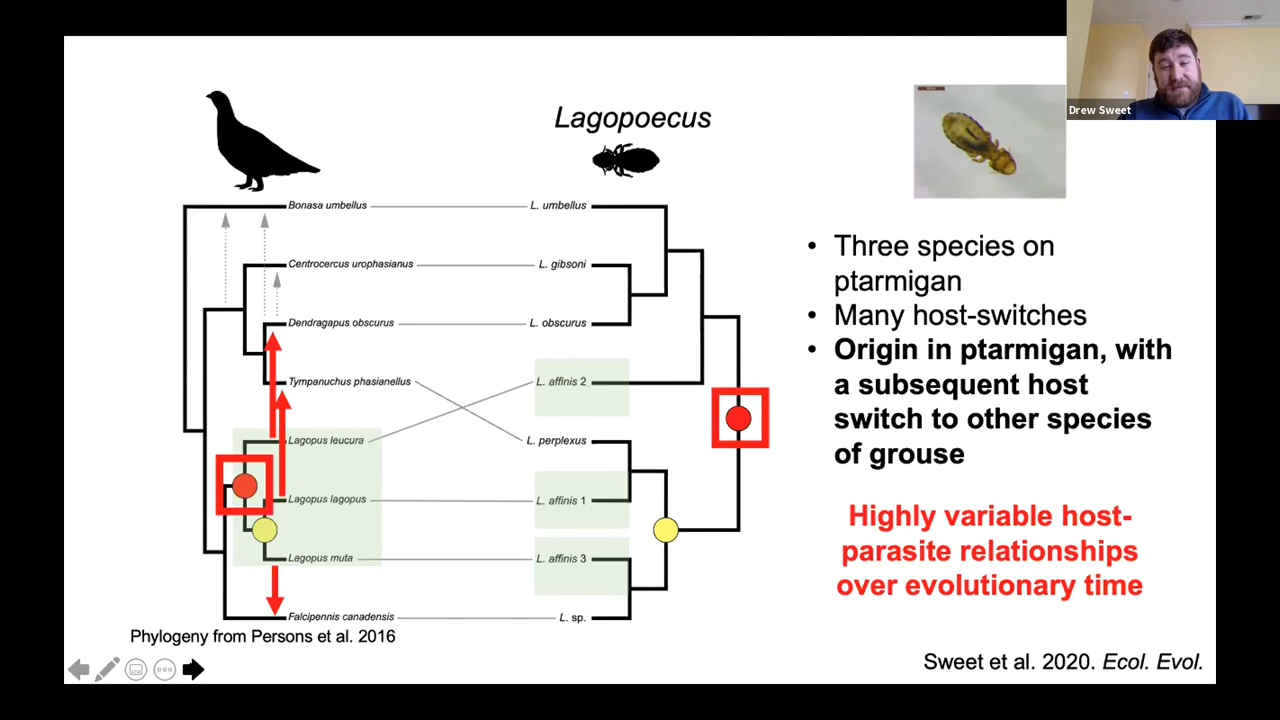 Drew Sweet
Lagopoecus
Bonasa umbellus
L. umbellus
Centrocercus urophasianus
L. gibsoni
Dendragapus obscurus
L. obscurus
Tympanuchus phasianellus
L. affinis 2
Lagopus leucura
L. perplexus
Lagopus lagopus
L. affinis 1
Lagopus muta
L. affinis 3
Falcipennis canadensis
L. sp.
Phylogeny from Persons et al. 2016
• Three species on
ptarmigan
• Many host-switches
• Origin in ptarmigan, with
a subsequent host
switch to other species
of grouse
Highly variable host-
parasite relationships
over evolutionary time
Sweet et al. 2020. Ecol. Evol.